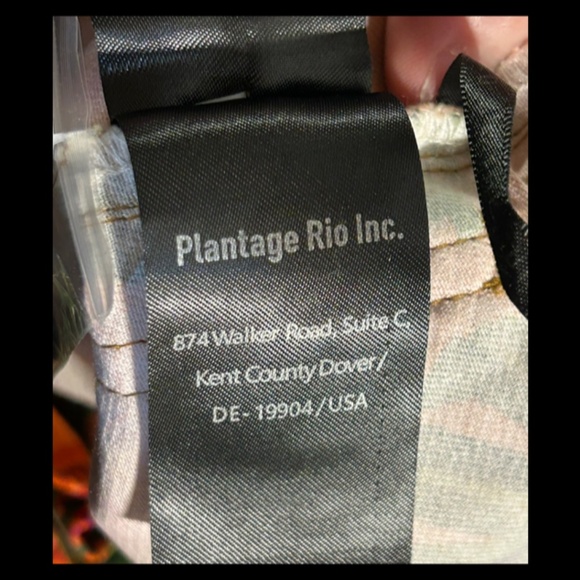 Plantage Rio Inc.
874 Walker Road, Suite C,
Kent County Dover/
DE- 19904/USA